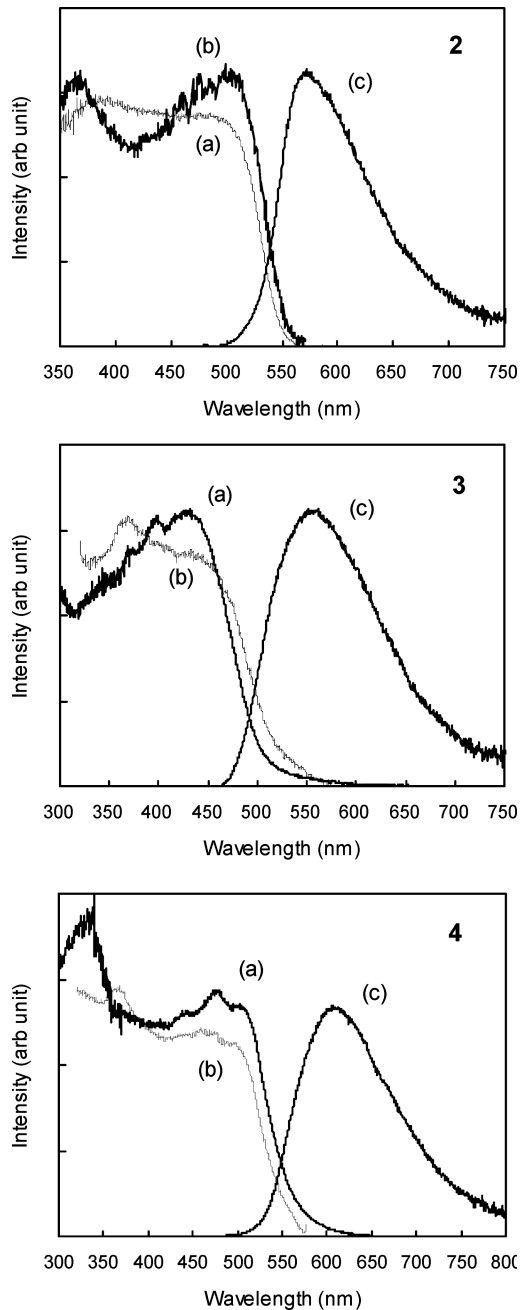 2
(b)
(c)
(a)
Intensity (arb unit)
350 400 450 500 550 600 650 700 750
Wavelength (nm)
3
(a)
(c)
(b)
Intensity (arb unit)
300 350 400 450 500 550 600 650 700 750
Wavelength (nm)
4
(a)
(c)
(b)
Intensity (arb unit)
300 350 400 450 500 550 600 650 700 750 800
Wavelength (nm)